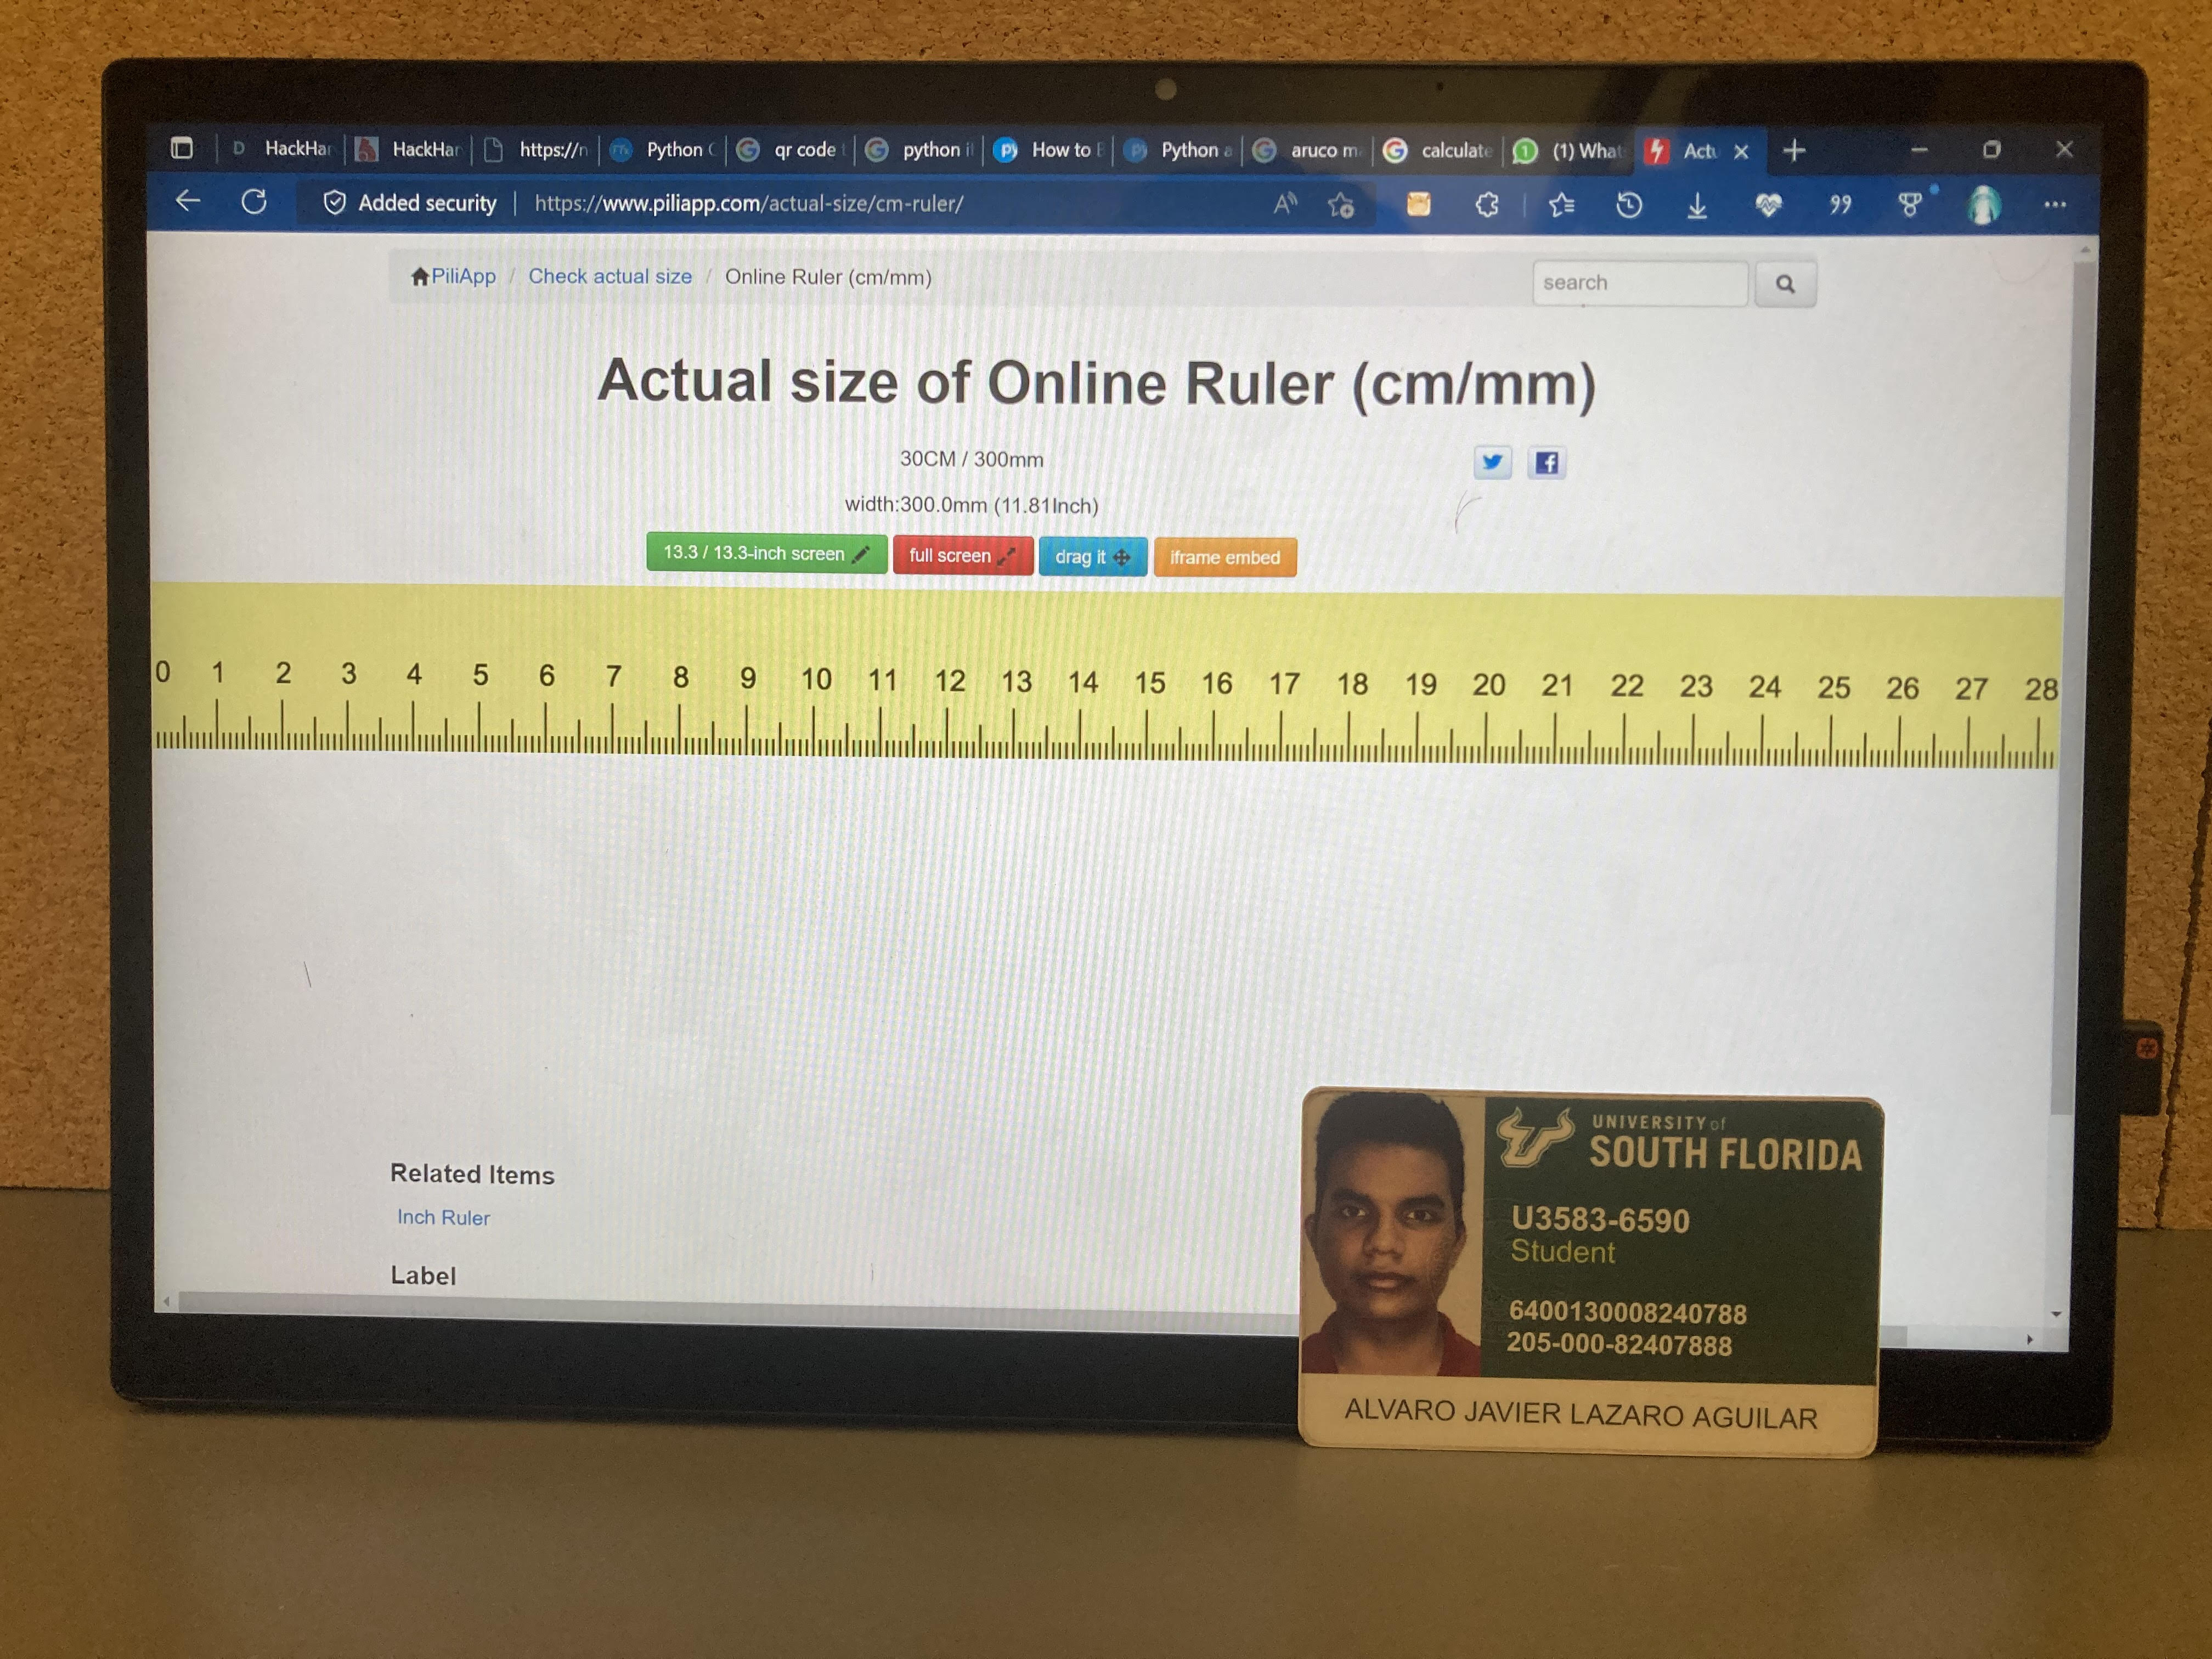 HackHar HackHar https://n Python qr code python i How to Python a aruco m calculate (1) What Actu
Added security https://www.piliapp.com/actual-size/cm-ruler/ 99
PiliApp / Check actual size / Online Ruler (cm/mm)
search
Actual size of Online Ruler (cm/mm)
30CM / 300mm
width:300.0mm (11.81Inch)
13.3 / 13.3-inch screen full screen drag it iframe embed
0 1 2 3 4 5 6 7 8 9 10 11 12 13 14 15 16 17 18 19 20 21 22 23 24 25 26 27 28
Related Items
Inch Ruler
Label
UNIVERSITY of
SOUTH FLORIDA
U3583-6590
Student
6400130008240788
205-000-82407888
ALVARO JAVIER LAZARO AGUILAR